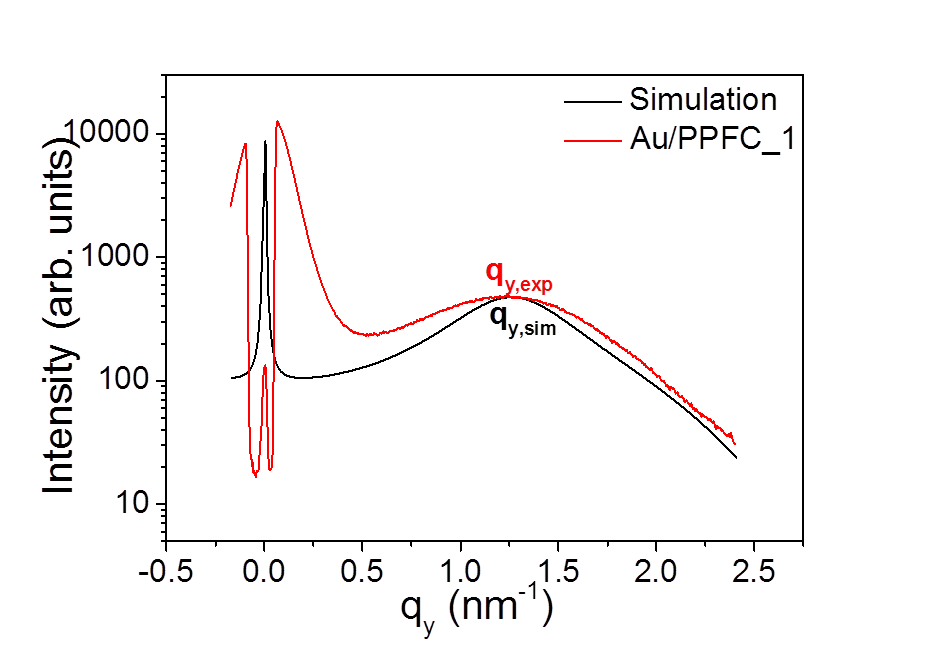 Simulation
Au/PPFC_1
10000
1000
100
10
Intensity (arb. units)
q_y,exp
q_y,sim
-0.5 0.0 0.5 1.0 1.5 2.0 2.5
q_y (nm^-1)